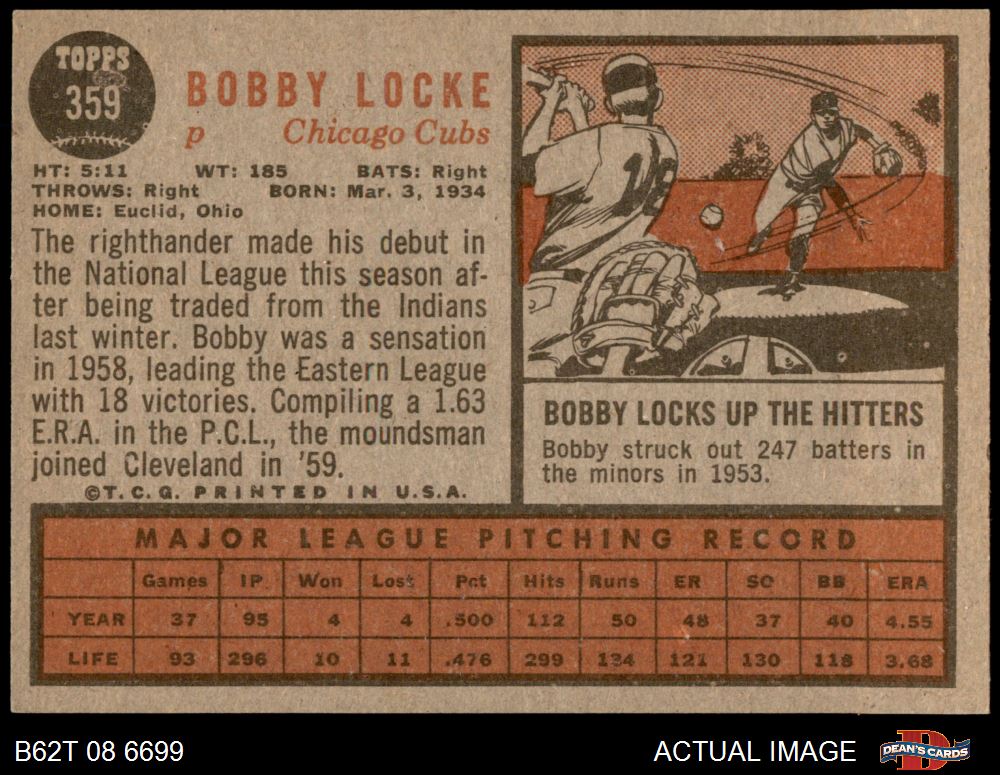 TOPPS
359
BOBBY LOCKE
p Chicago Cubs
HT: 5:11 WT: 185 BATS: Right
THROWS: Right BORN: Mar. 3, 1934
HOME: Euclid, Ohio
The righthander made his debut in
the National League this season af-
ter being traded from the Indians
last winter. Bobby was a sensation
in 1958, leading the Eastern League
with 18 victories. Compiling a 1.63
E.R.A. in the P.C.L., the moundsman
joined Cleveland in '59.
©T.C.G. PRINTED IN U.S.A.
18
BOBBY LOCKS UP THE HITTERS
Bobby struck out 247 batters in
the minors in 1953.
MAJOR LEAGUE PITCHING RECORD
Games IP Won Lost Pct Hits Runs ER SO BB ERA
YEAR 37 95 4 4 .500 112 50 48 37 40 4.55
LIFE 93 296 10 11 .476 299 134 121 130 118 3.68
B62T 08 6699
ACTUAL IMAGE
DEAN'S CARDS